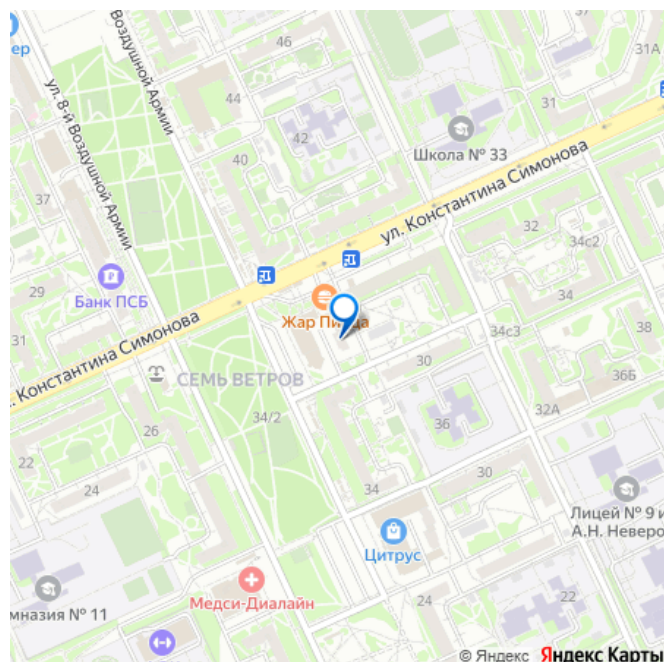 ер
Воздушной Армии
46
31А
ул. 8-й Воздушной Армии
44
31
42
Школа № 33
40
ул. Константина Симонова
37
32
34с2
Банк ПСБ
29
34
Жар Пицца
31
34с3
30
л. Константина Симонова
СЕМЬ ВЕТРОВ
36Б
32А
34/2
36
26
22
24
34
30
Лицей № 9 и
А.Н. Неверо
Цитрус
Медси-Диалайн
мназия № 11
24
22
© Яндекс Яндекс Карты